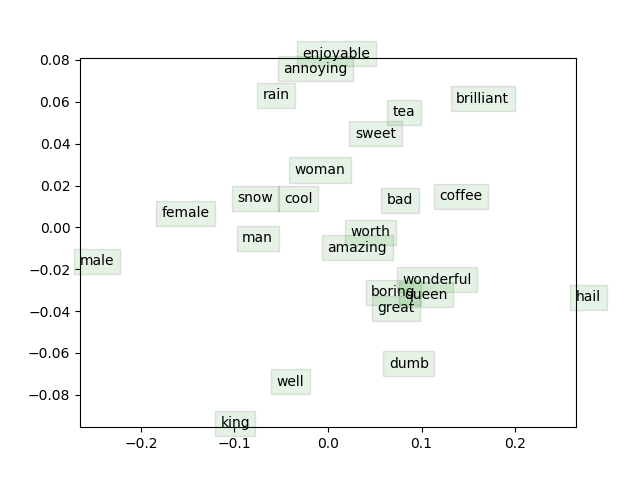 enjoyable
0.08
annoying
rain
brilliant
0.06
tea
sweet
0.04
woman
0.02
snow
cool
bad
coffee
female
0.00
man
worth
amazing
male
−0.02
wonderful
boring
queen
hail
great
−0.04
−0.06
dumb
well
−0.08
king
−0.2
−0.1
0.0
0.1
0.2